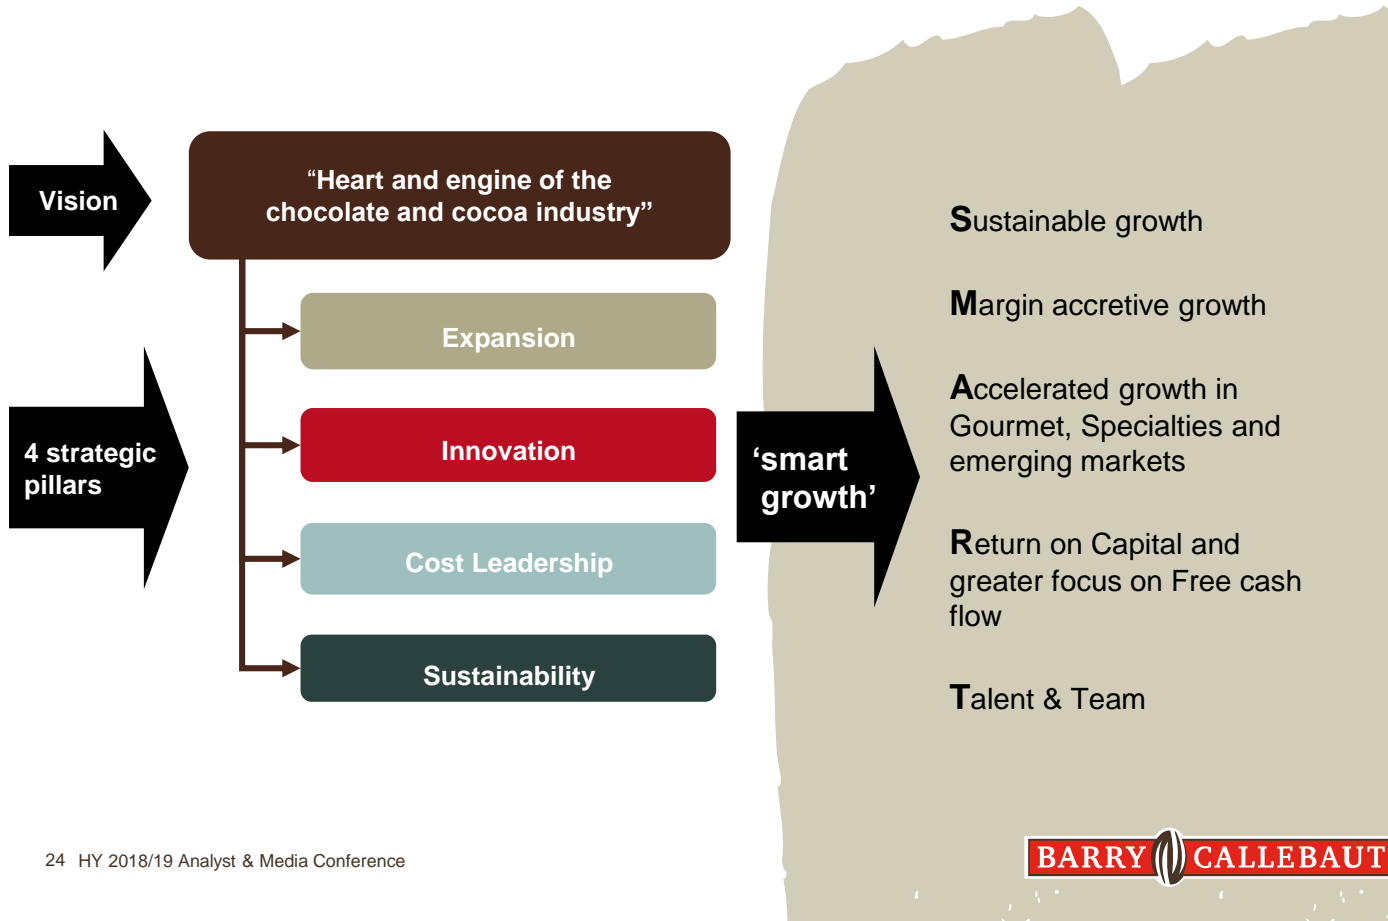 Vision
“Heart and engine of the
chocolate and cocoa industry”
4 strategic
pillars
Expansion
Innovation
Cost Leadership
Sustainability
‘smart
growth’
Sustainable growth
Margin accretive growth
Accelerated growth in
Gourmet, Specialties and
emerging markets
Return on Capital and
greater focus on Free cash
flow
Talent & Team
24 HY 2018/19 Analyst & Media Conference
BARRY CALLEBAUT